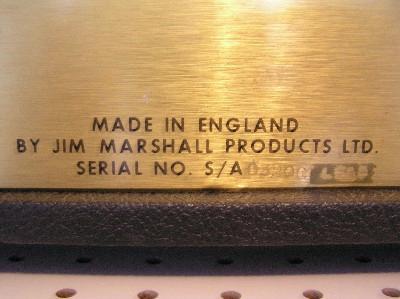 MADE IN ENGLAND
BY JIM MARSHALL PRODUCTS LTD.
SERIAL NO. S/A